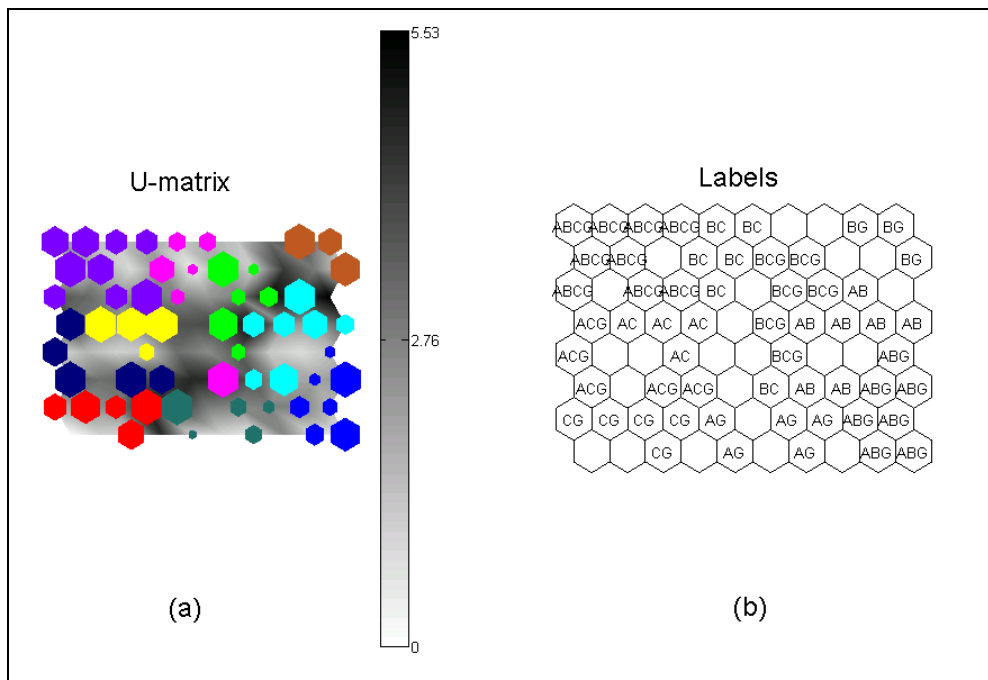 5.53
U-matrix
2.76
0
(a)
Labels
ABCG ABCG ABCG ABCG BC BC BG BG
ABCG ABCG BC BC BCG BCG BG
ABCG ABCG ABCG BC BCG BCG AB
ACG AC AC AC BCG AB AB AB AB
ACG AC BCG ABG
ACG ACG ACG BC AB AB ABG ABG
CG CG CG CG AG AG AG ABG ABG
CG AG AG ABG ABG
(b)